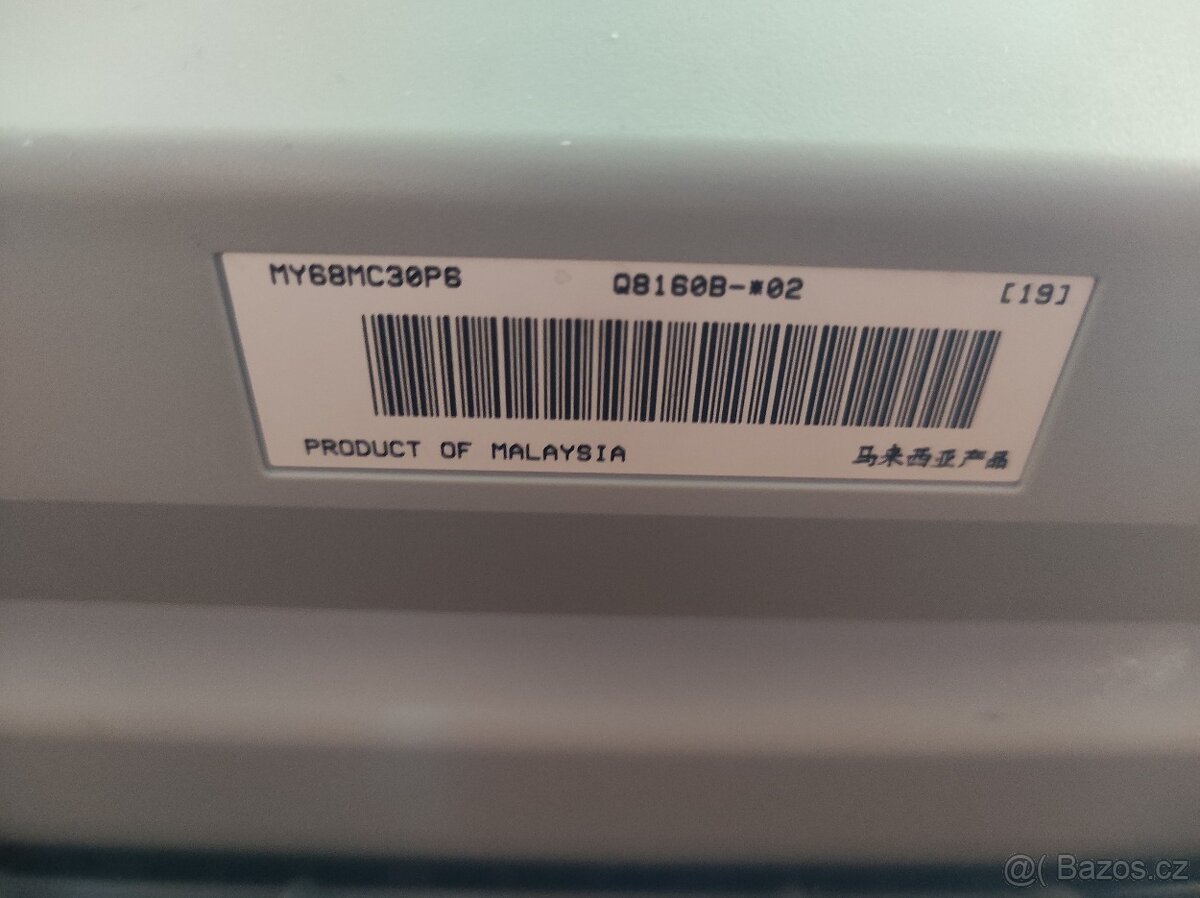 MY68MC30P6 Q8160B-*02 [19]
PRODUCT OF MALAYSIA 马来西亚产品
@( Bazos.cz